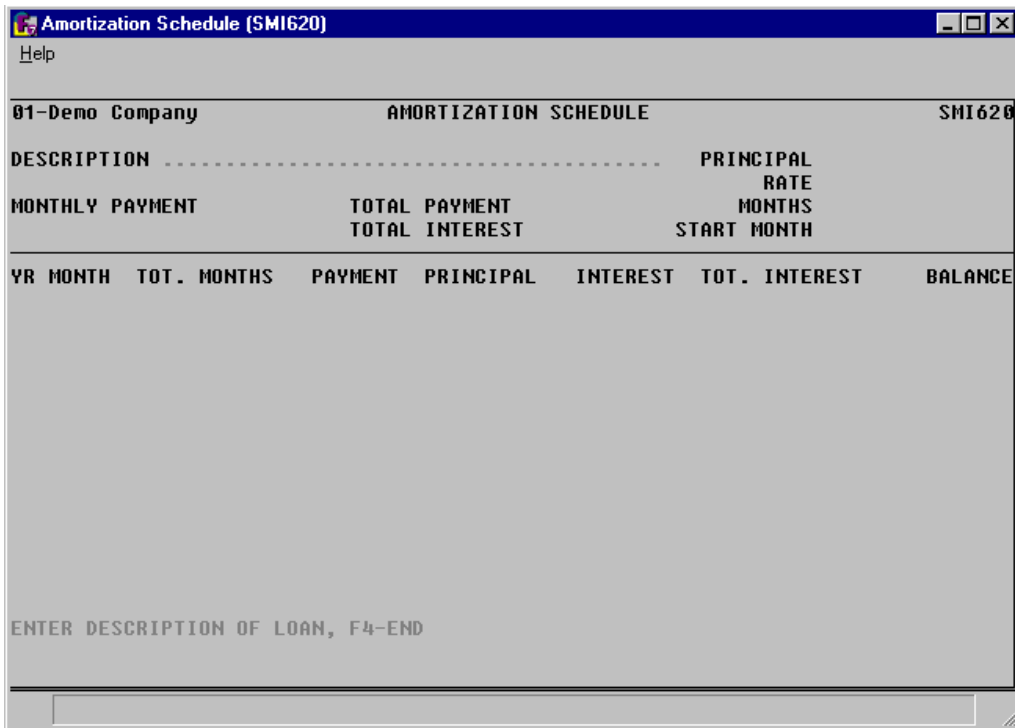 Amortization Schedule (SMI620)
Help
01-Demo Company AMORTIZATION SCHEDULE SMI620
DESCRIPTION ........................................ PRINCIPAL
RATE
MONTHLY PAYMENT TOTAL PAYMENT MONTHS
TOTAL INTEREST START MONTH
YR MONTH TOT. MONTHS PAYMENT PRINCIPAL INTEREST TOT. INTEREST BALANCE
ENTER DESCRIPTION OF LOAN, F4-END